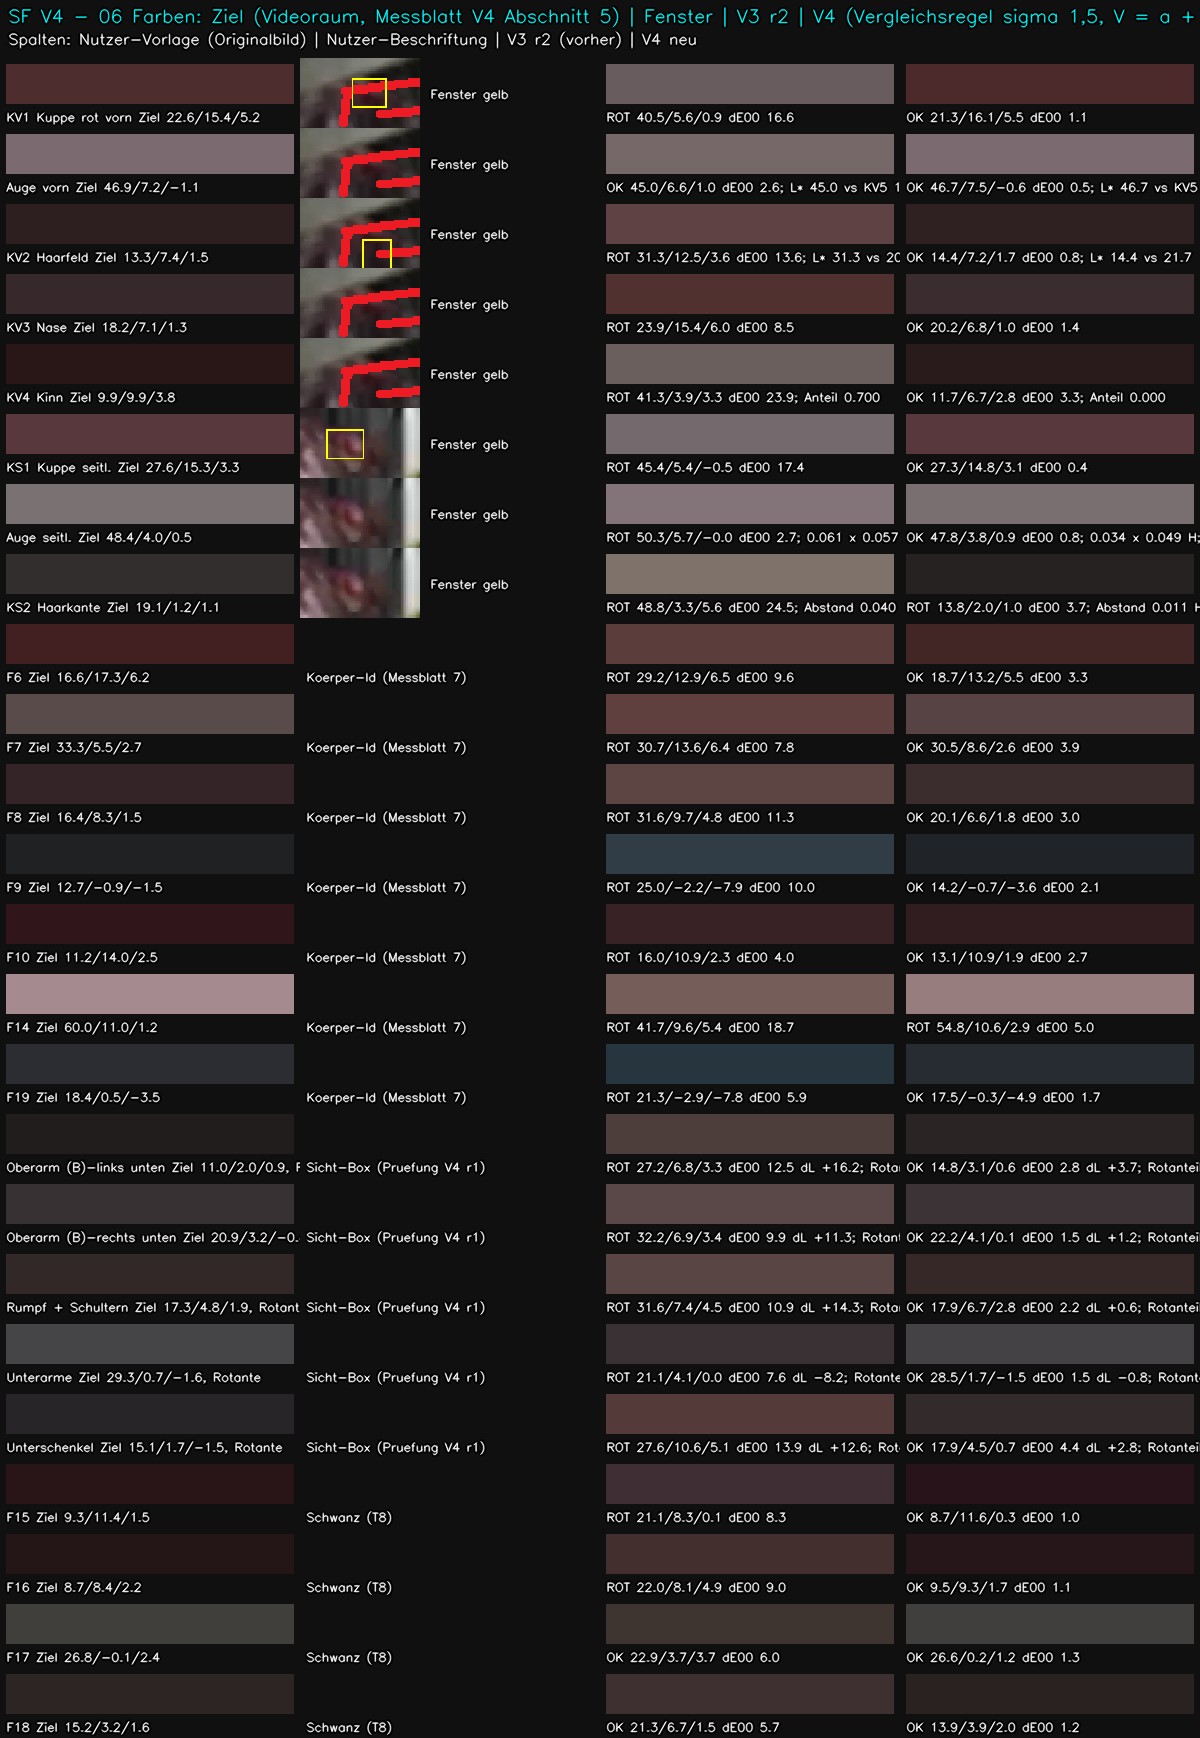 SF V4 - 06 Farben: Ziel (Videoraum, Messblatt V4 Abschnitt 5) | Fenster | V3 r2 | V4 (Vergleichsregel sigma 1,5, V = a +
Spalten: Nutzer-Vorlage (Originalbild) | Nutzer-Beschriftung | V3 r2 (vorher) | V4 neu
Fenster gelb
KV1 Kuppe rot vorn Ziel 22.6/15.4/5.2 ROT 40.5/5.6/0.9 dE00 16.6 OK 21.3/16.1/5.5 dE00 1.1
Fenster gelb
Auge vorn Ziel 46.9/7.2/-1.1 OK 45.0/6.6/1.0 dE00 2.6; L* 45.0 vs KV5 1 OK 46.7/7.5/-0.6 dE00 0.5; L* 46.7 vs KV5
Fenster gelb
KV2 Haarfeld Ziel 13.3/7.4/1.5 ROT 31.3/12.5/3.6 dE00 13.6; L* 31.3 vs 20 OK 14.4/7.2/1.7 dE00 0.8; L* 14.4 vs 21.7
Fenster gelb
KV3 Nase Ziel 18.2/7.1/1.3 ROT 23.9/15.4/6.0 dE00 8.5 OK 20.2/6.8/1.0 dE00 1.4
Fenster gelb
KV4 Kinn Ziel 9.9/9.9/3.8 ROT 41.3/3.9/3.3 dE00 23.9; Anteil 0.700 OK 11.7/6.7/2.8 dE00 3.3; Anteil 0.000
Fenster gelb
KS1 Kuppe seitl. Ziel 27.6/15.3/3.3 ROT 45.4/5.4/-0.5 dE00 17.4 OK 27.3/14.8/3.1 dE00 0.4
Fenster gelb
Auge seitl. Ziel 48.4/4.0/0.5 ROT 50.3/5.7/-0.0 dE00 2.7; 0.061 x 0.057 OK 47.8/3.8/0.9 dE00 0.8; 0.034 x 0.049 H;
Fenster gelb
KS2 Haarkante Ziel 19.1/1.2/1.1 ROT 48.8/3.3/5.6 dE00 24.5; Abstand 0.040 ROT 13.8/2.0/1.0 dE00 3.7; Abstand 0.011 H
F6 Ziel 16.6/17.3/6.2 Koerper-Id (Messblatt 7) ROT 29.2/12.9/6.5 dE00 9.6 OK 18.7/13.2/5.5 dE00 3.3
F7 Ziel 33.3/5.5/2.7 Koerper-Id (Messblatt 7) ROT 30.7/13.6/6.4 dE00 7.8 OK 30.5/8.6/2.6 dE00 3.9
F8 Ziel 16.4/8.3/1.5 Koerper-Id (Messblatt 7) ROT 31.6/9.7/4.8 dE00 11.3 OK 20.1/6.6/1.8 dE00 3.0
F9 Ziel 12.7/-0.9/-1.5 Koerper-Id (Messblatt 7) ROT 25.0/-2.2/-7.9 dE00 10.0 OK 14.2/-0.7/-3.6 dE00 2.1
F10 Ziel 11.2/14.0/2.5 Koerper-Id (Messblatt 7) ROT 16.0/10.9/2.3 dE00 4.0 OK 13.1/10.9/1.9 dE00 2.7
F14 Ziel 60.0/11.0/1.2 Koerper-Id (Messblatt 7) ROT 41.7/9.6/5.4 dE00 18.7 ROT 54.8/10.6/2.9 dE00 5.0
F19 Ziel 18.4/0.5/-3.5 Koerper-Id (Messblatt 7) ROT 21.3/-2.9/-7.8 dE00 5.9 OK 17.5/-0.3/-4.9 dE00 1.7
Oberarm (B)-links unten Ziel 11.0/2.0/0.9, F Sicht-Box (Pruefung V4 r1) ROT 27.2/6.8/3.3 dE00 12.5 dL +16.2; Rota OK 14.8/3.1/0.6 dE00 2.8 dL +3.7; Rotantei
Oberarm (B)-rechts unten Ziel 20.9/3.2/-0. Sicht-Box (Pruefung V4 r1) ROT 32.2/6.9/3.4 dE00 9.9 dL +11.3; Rotant OK 22.2/4.1/0.1 dE00 1.5 dL +1.2; Rotantei
Rumpf + Schultern Ziel 17.3/4.8/1.9, Rotant Sicht-Box (Pruefung V4 r1) ROT 31.6/7.4/4.5 dE00 10.9 dL +14.3; Rota OK 17.9/6.7/2.8 dE00 2.2 dL +0.6; Rotantei
Unterarme Ziel 29.3/0.7/-1.6, Rotante Sicht-Box (Pruefung V4 r1) ROT 21.1/4.1/0.0 dE00 7.6 dL -8.2; Rotante OK 28.5/1.7/-1.5 dE00 1.5 dL -0.8; Rotant
Unterschenkel Ziel 15.1/1.7/-1.5, Rotante Sicht-Box (Pruefung V4 r1) ROT 27.6/10.6/5.1 dE00 13.9 dL +12.6; Rot OK 17.9/4.5/0.7 dE00 4.4 dL +2.8; Rotantei
F15 Ziel 9.3/11.4/1.5 Schwanz (T8) ROT 21.1/8.3/0.1 dE00 8.3 OK 8.7/11.6/0.3 dE00 1.0
F16 Ziel 8.7/8.4/2.2 Schwanz (T8) ROT 22.0/8.1/4.9 dE00 9.0 OK 9.5/9.3/1.7 dE00 1.1
F17 Ziel 26.8/-0.1/2.4 Schwanz (T8) OK 22.9/3.7/3.7 dE00 6.0 OK 26.6/0.2/1.2 dE00 1.3
F18 Ziel 15.2/3.2/1.6 Schwanz (T8) OK 21.3/6.7/1.5 dE00 5.7 OK 13.9/3.9/2.0 dE00 1.2